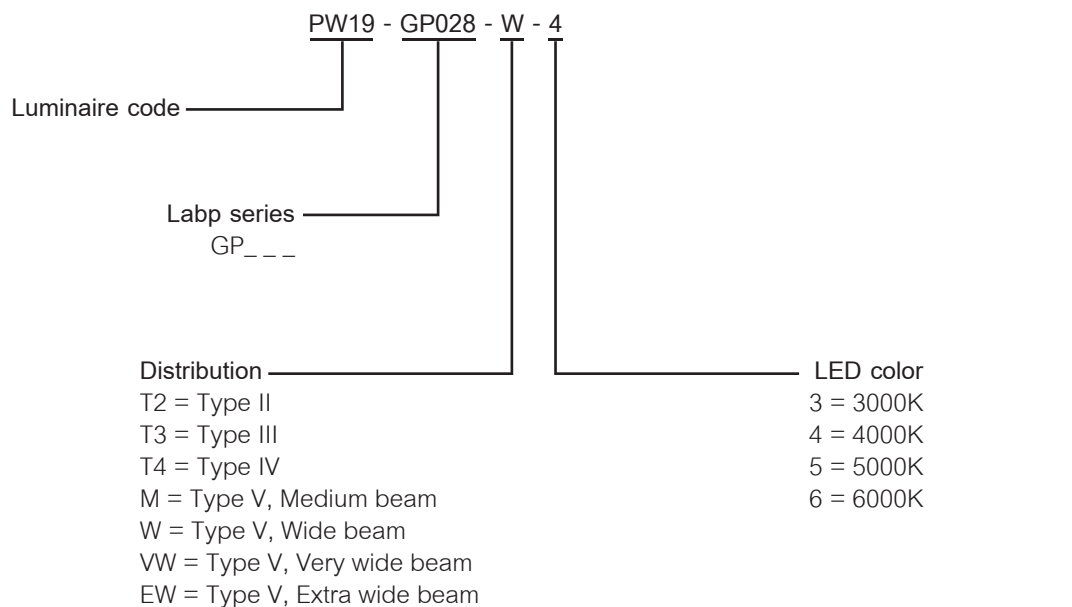 PW19 - GP028 - W - 4
Luminaire code
Labp series
GP_ _ _
Distribution
T2 = Type II
T3 = Type III
T4 = Type IV
M = Type V, Medium beam
W = Type V, Wide beam
VW = Type V, Very wide beam
EW = Type V, Extra wide beam
LED color
3 = 3000K
4 = 4000K
5 = 5000K
6 = 6000K